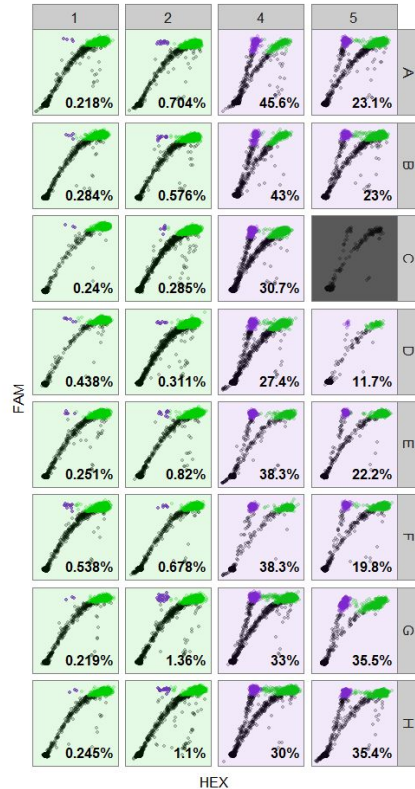 1 2 4 5
0.218% 0.704% 45.6% 23.1% A
0.284% 0.576% 43% 23% B
0.24% 0.285% 30.7% C
0.438% 0.311% 27.4% 11.7% D
0.251% 0.82% 38.3% 22.2% E
0.538% 0.678% 38.3% 19.8% F
0.219% 1.36% 33% 35.5% G
0.245% 1.1% 30% 35.4% H
FAM
HEX